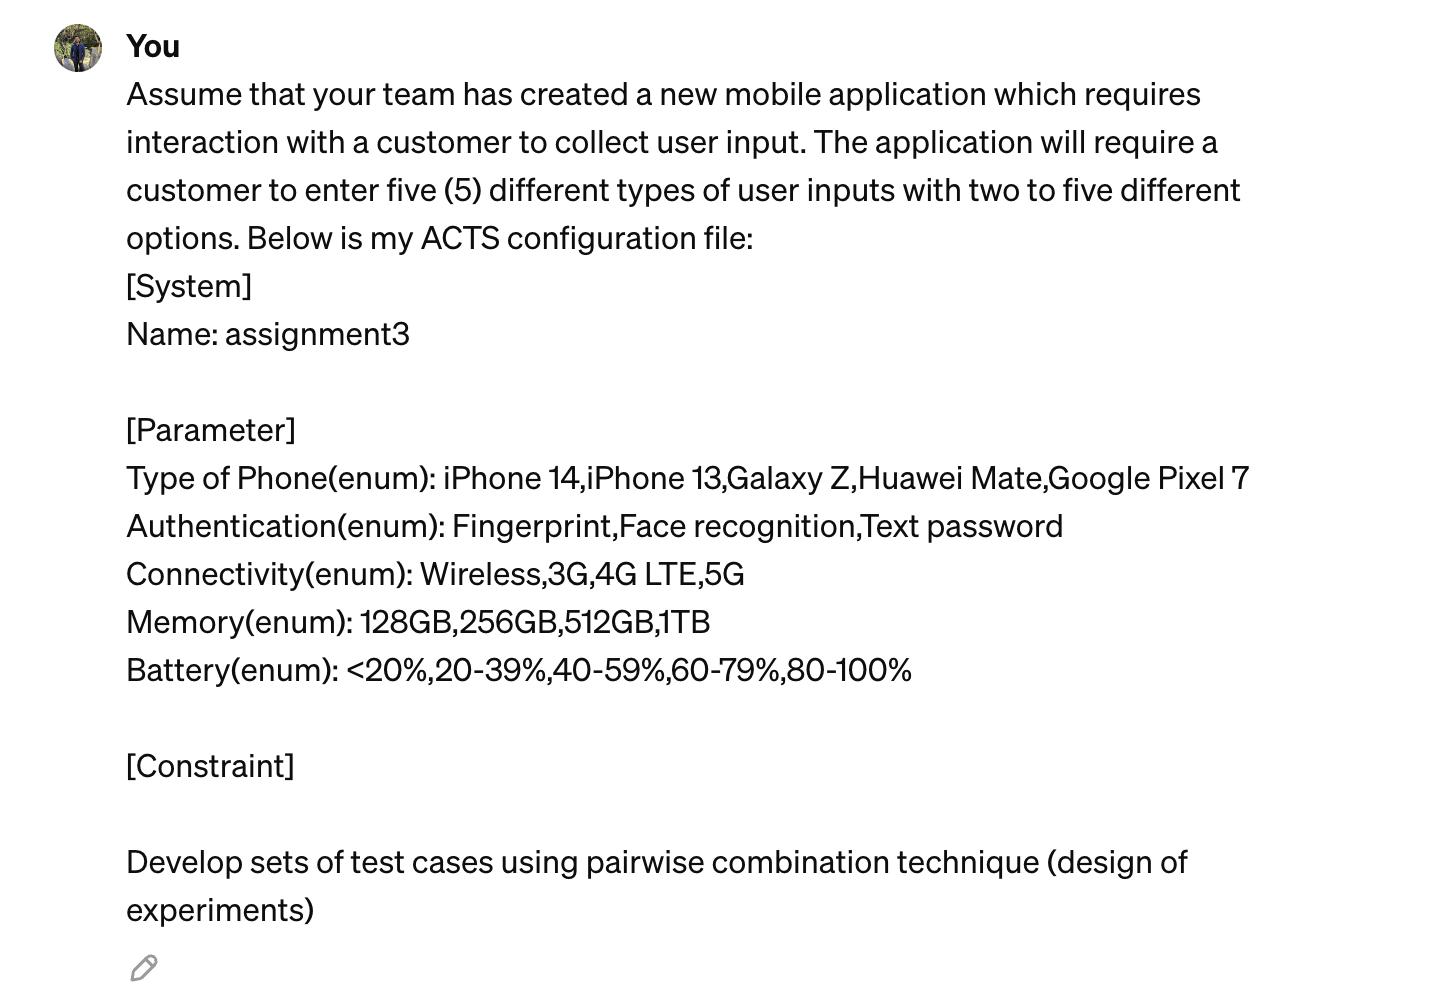 You
Assume that your team has created a new mobile application which requires
interaction with a customer to collect user input. The application will require a
customer to enter five (5) different types of user inputs with two to five different
options. Below is my ACTS configuration file:
[System]
Name: assignment3
[Parameter]
Type of Phone(enum): iPhone 14,iPhone 13,Galaxy Z,Huawei Mate,Google Pixel 7
Authentication(enum): Fingerprint,Face recognition,Text password
Connectivity(enum): Wireless,3G,4G LTE,5G
Memory(enum): 128GB,256GB,512GB,1TB
Battery(enum): <20%,20-39%,40-59%,60-79%,80-100%
[Constraint]
Develop sets of test cases using pairwise combination technique (design of
experiments)